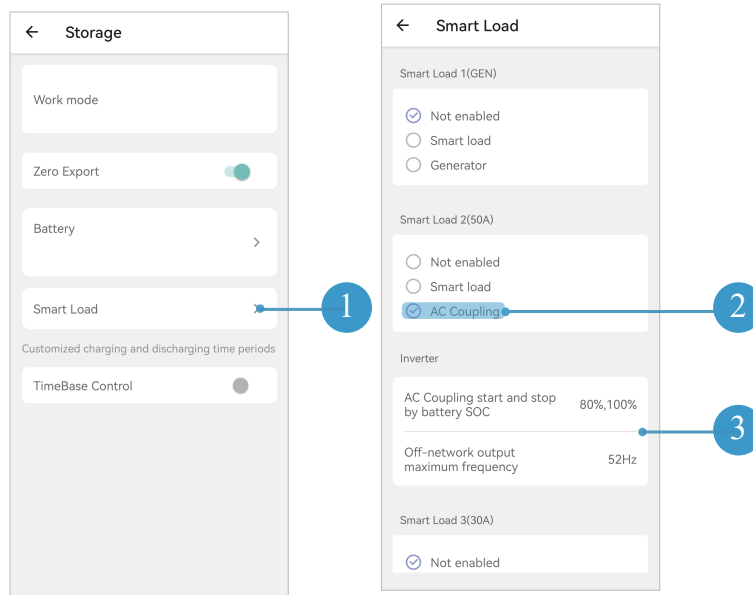 Storage
Work mode
Zero Export
Battery
Smart Load
1
Customized charging and discharging time periods
TimeBase Control
Smart Load
Smart Load 1(GEN)
Not enabled
Smart load
Generator
Smart Load 2(50A)
Not enabled
Smart load
AC Coupling
2
Inverter
AC Coupling start and stop
by battery SOC
80%,100%
3
Off-network output
maximum frequency
52Hz
Smart Load 3(30A)
Not enabled